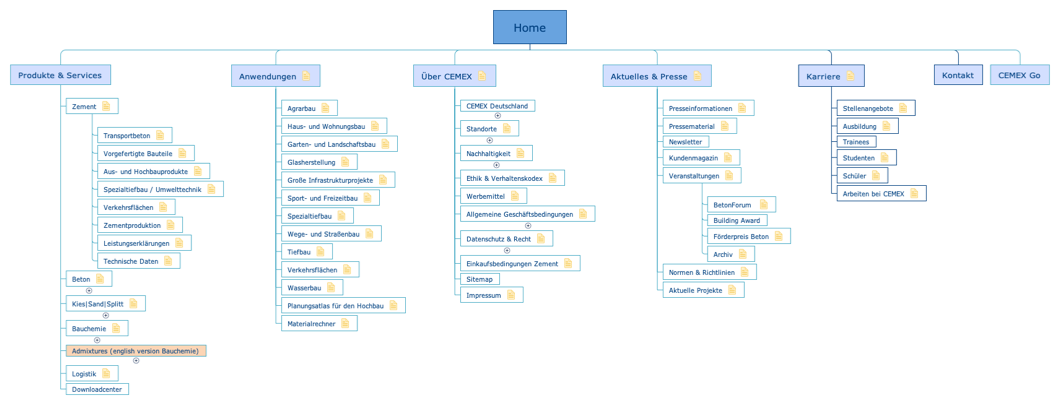 Home
Produkte & Services
Zement
Transportbeton
Vorgefertigte Bauteile
Aus- und Hochbauprodukte
Spezialtiefbau / Umwelttechnik
Verkehrsflächen
Zementproduktion
Leistungserklärungen
Technische Daten
Beton
Kies|Sand|Splitt
Bauchemie
Admixtures (english version Bauchemie)
Logistik
Downloadcenter
Anwendungen
Agrarbau
Haus- und Wohnungsbau
Garten- und Landschaftsbau
Glasherstellung
Große Infrastrukturprojekte
Sport- und Freizeitbau
Spezialtiefbau
Wege- und Straßenbau
Tiefbau
Verkehrsflächen
Wasserbau
Planungsatlas für den Hochbau
Materialrechner
Über CEMEX
CEMEX Deutschland
Standorte
Nachhaltigkeit
Ethik & Verhaltenskodex
Werbemittel
Allgemeine Geschäftsbedingungen
Datenschutz & Recht
Einkaufsbedingungen Zement
Sitemap
Impressum
Aktuelles & Presse
Presseinformationen
Pressematerial
Newsletter
Kundenmagazin
Veranstaltungen
BetonForum
Building Award
Förderpreis Beton
Archiv
Normen & Richtlinien
Aktuelle Projekte
Karriere
Stellenangebote
Ausbildung
Trainees
Studenten
Schüler
Arbeiten bei CEMEX
Kontakt
CEMEX Go